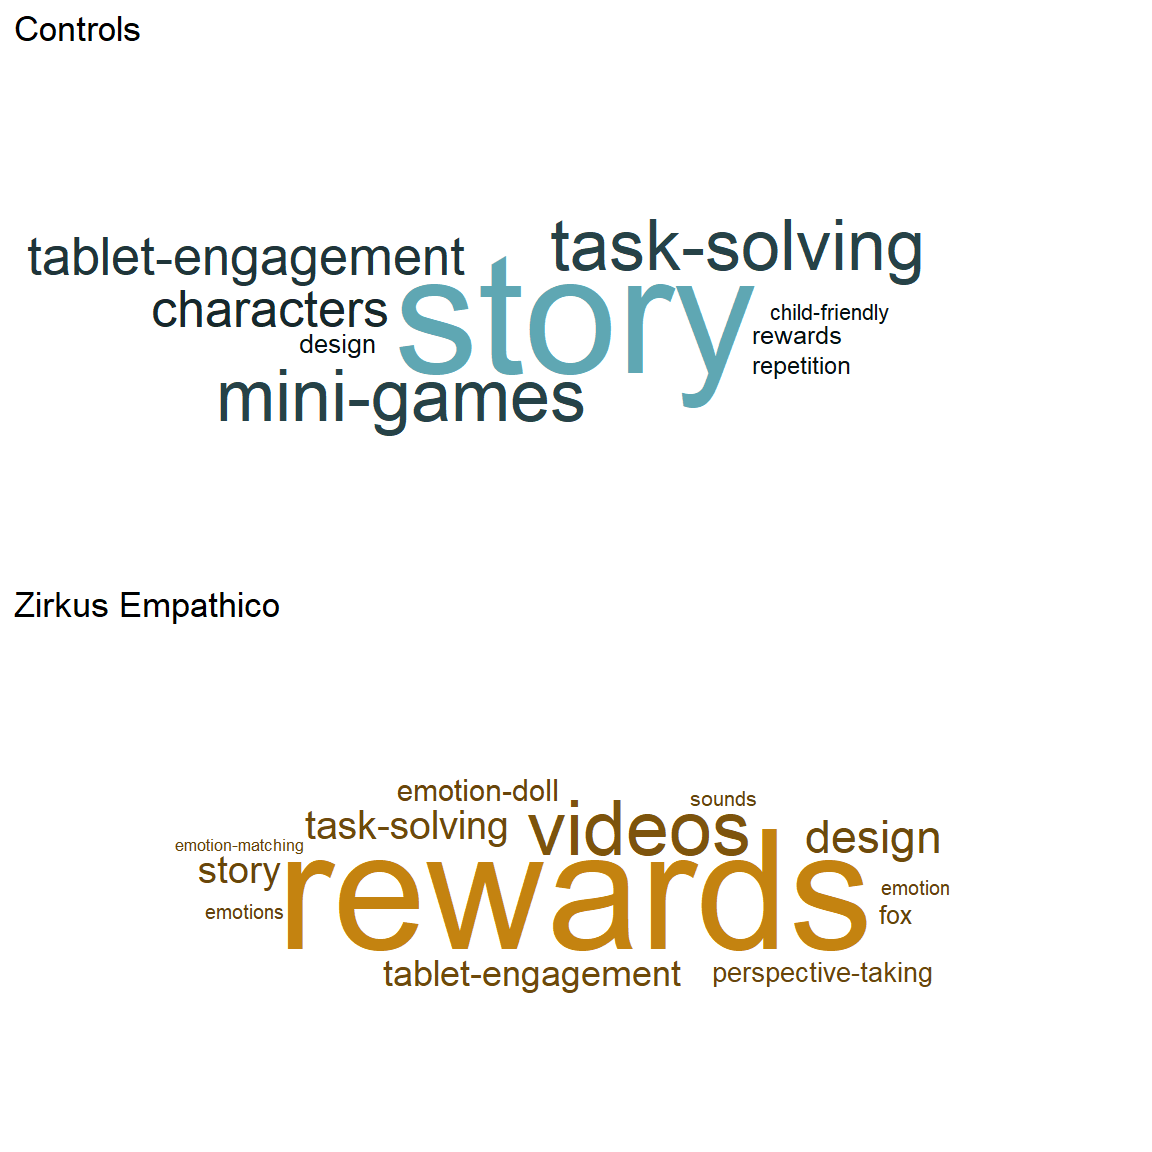 Controls
tablet-engagement
task-solving
characters
story
child-friendly
design
rewards
mini-games
repetition
Zirkus Empathico
emotion-doll
sounds
task-solving
videos
design
emotion-matching
story
rewards
emotion
emotions
fox
tablet-engagement
perspective-taking